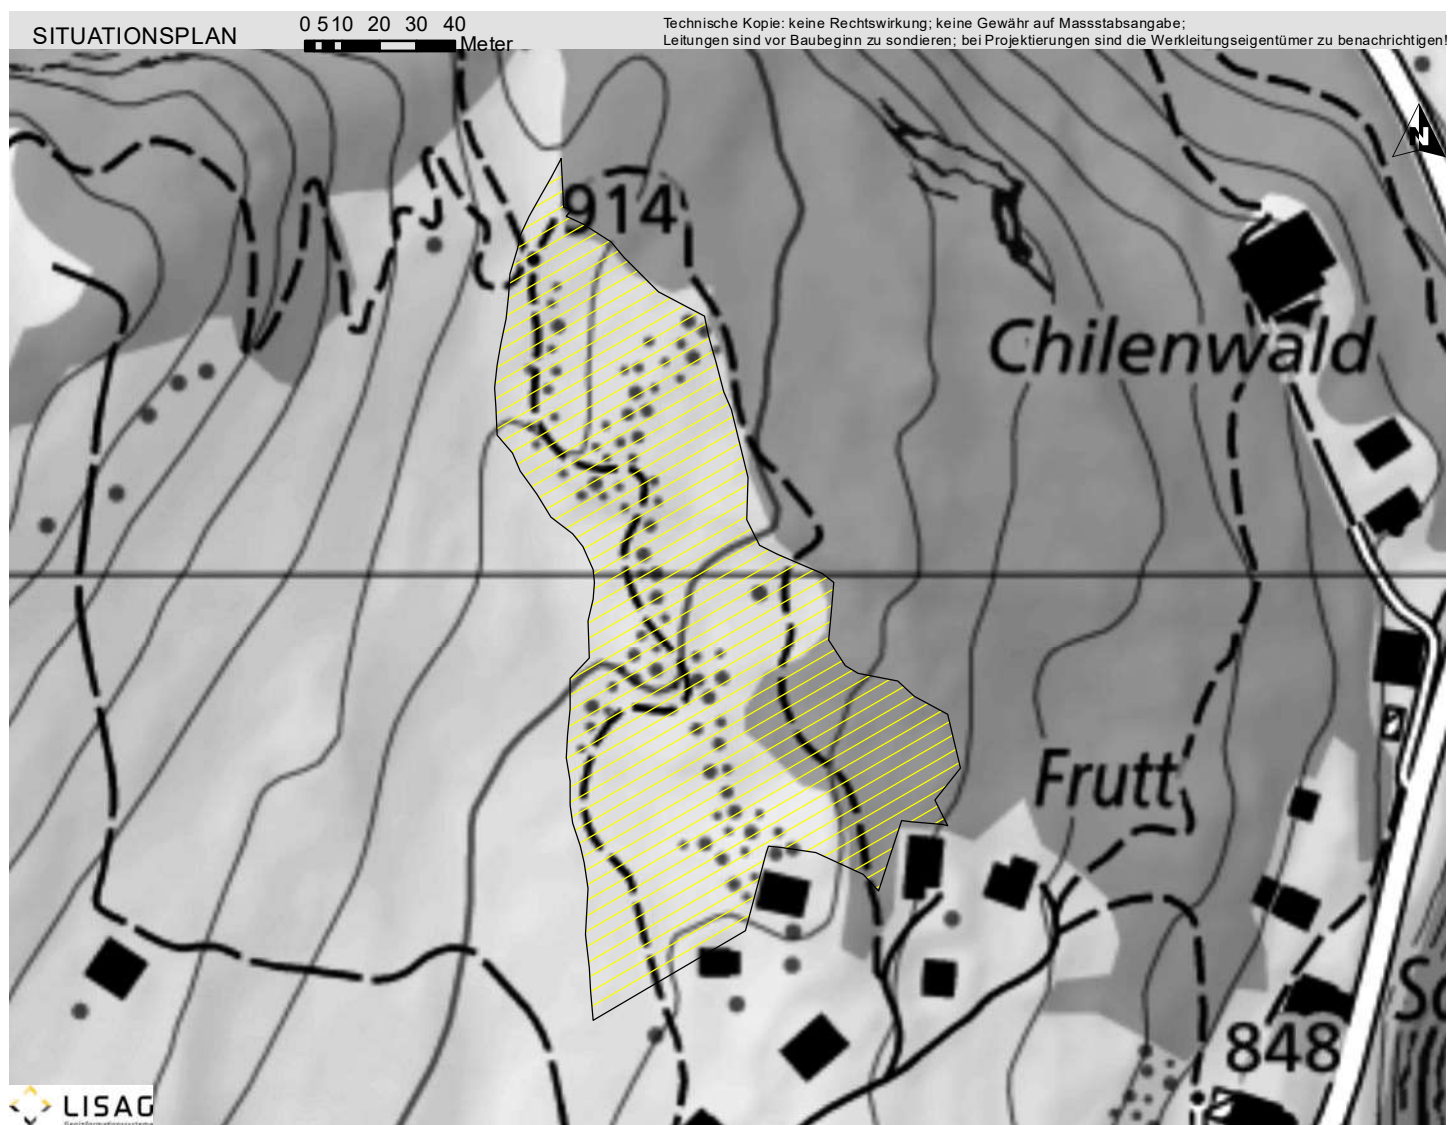 SITUATIONSPLAN
0 5 10 20 30 40
Meter
Technische Kopie: keine Rechtswirkung; keine Gewähr auf Massstabsangabe;
Leitungen sind vor Baubeginn zu sondieren; bei Projektierungen sind die Werkleitungseigentümer zu benachrichtigen!
N
914
Chilenwald
Frutt
848
LISAG